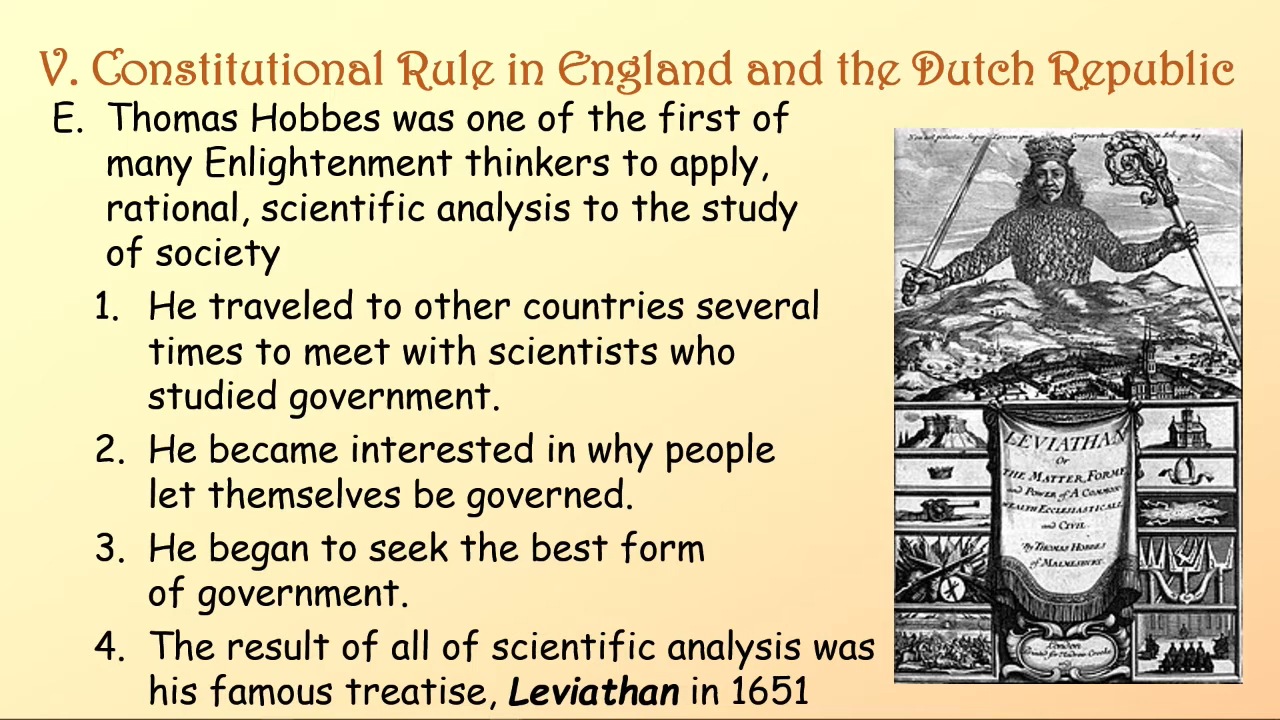 V. Constitutional Rule in England and the Dutch Republic
E. Thomas Hobbes was one of the first of
many Enlightenment thinkers to apply,
rational, scientific analysis to the study
of society
1. He traveled to other countries several
times to meet with scientists who
studied government.
2. He became interested in why people
let themselves be governed.
3. He began to seek the best form
of government.
4. The result of all of scientific analysis was
his famous treatise, Leviathan in 1651
LEVIATHAN
Or
THE MATTER, FORME
and POWER of A COMMON
WEALTH ECCLESIASTICALL
and CIVIL
By THOMAS HOBBES
of MALMESBURY.
London